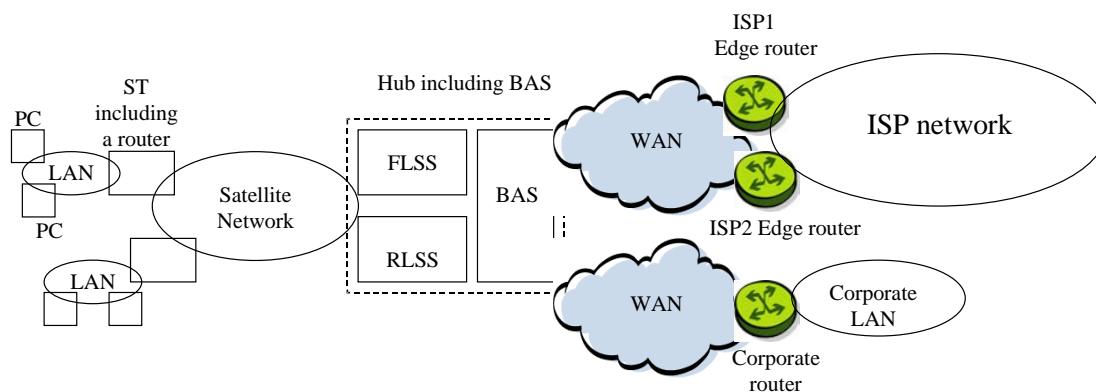 ISP1
Edge router
Hub including BAS
ST
including
a router
PC
LAN
WAN
ISP network
FLSS
BAS
Satellite
Network
PC
ISP2 Edge router
RLSS
LAN
WAN
Corporate
LAN
Corporate
router